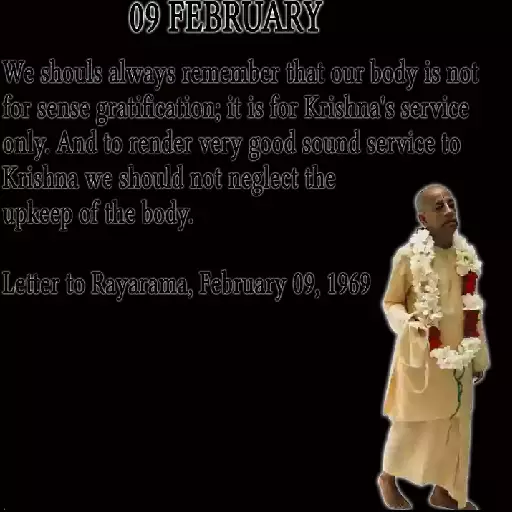 09 FEBRUARY
We shouls always remember that our body is not
for sense gratification; it is for Krishna's service
only. And to render very good sound service to
Krishna we should not neglect the
upkeep of the body.
Letter to Rayarama, February 09, 1969